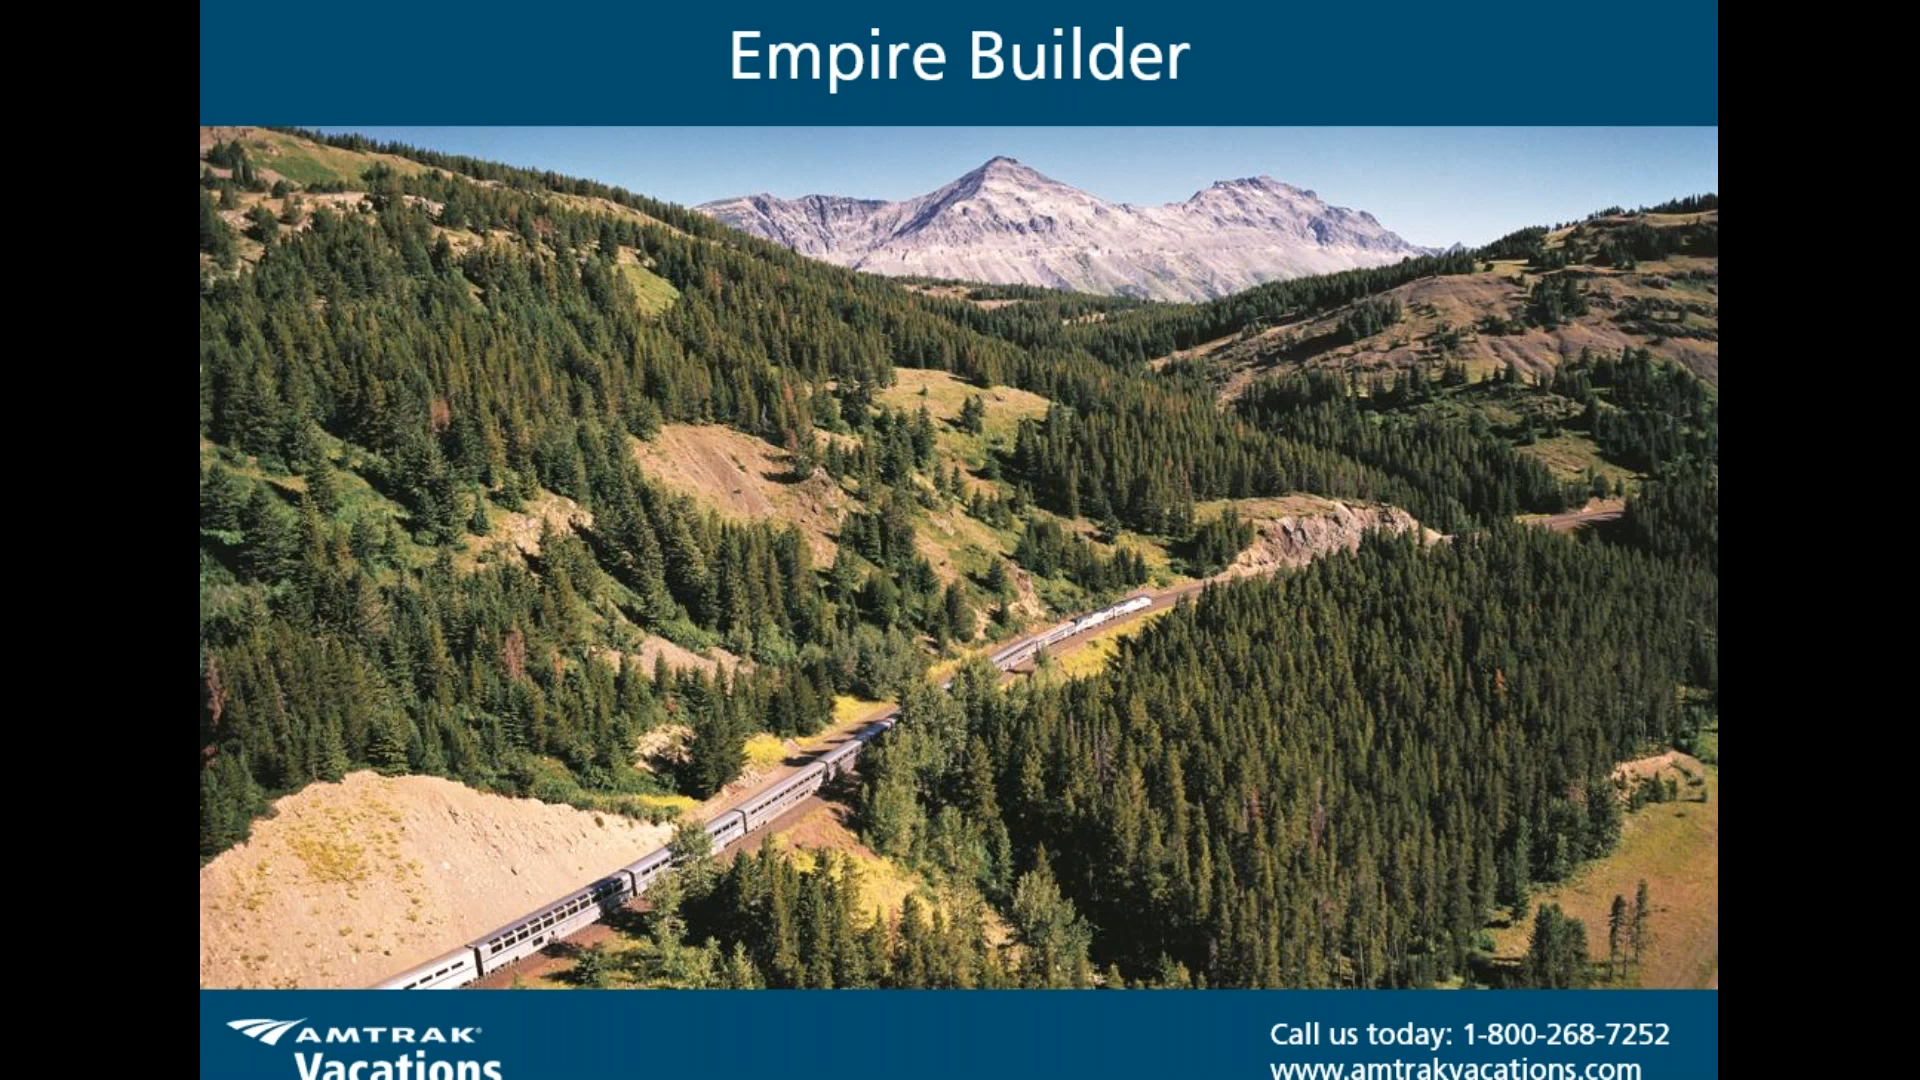 Empire Builder
AMTRAK
Vacations
Call us today: 1-800-268-7252
www.amtrakvacations.com